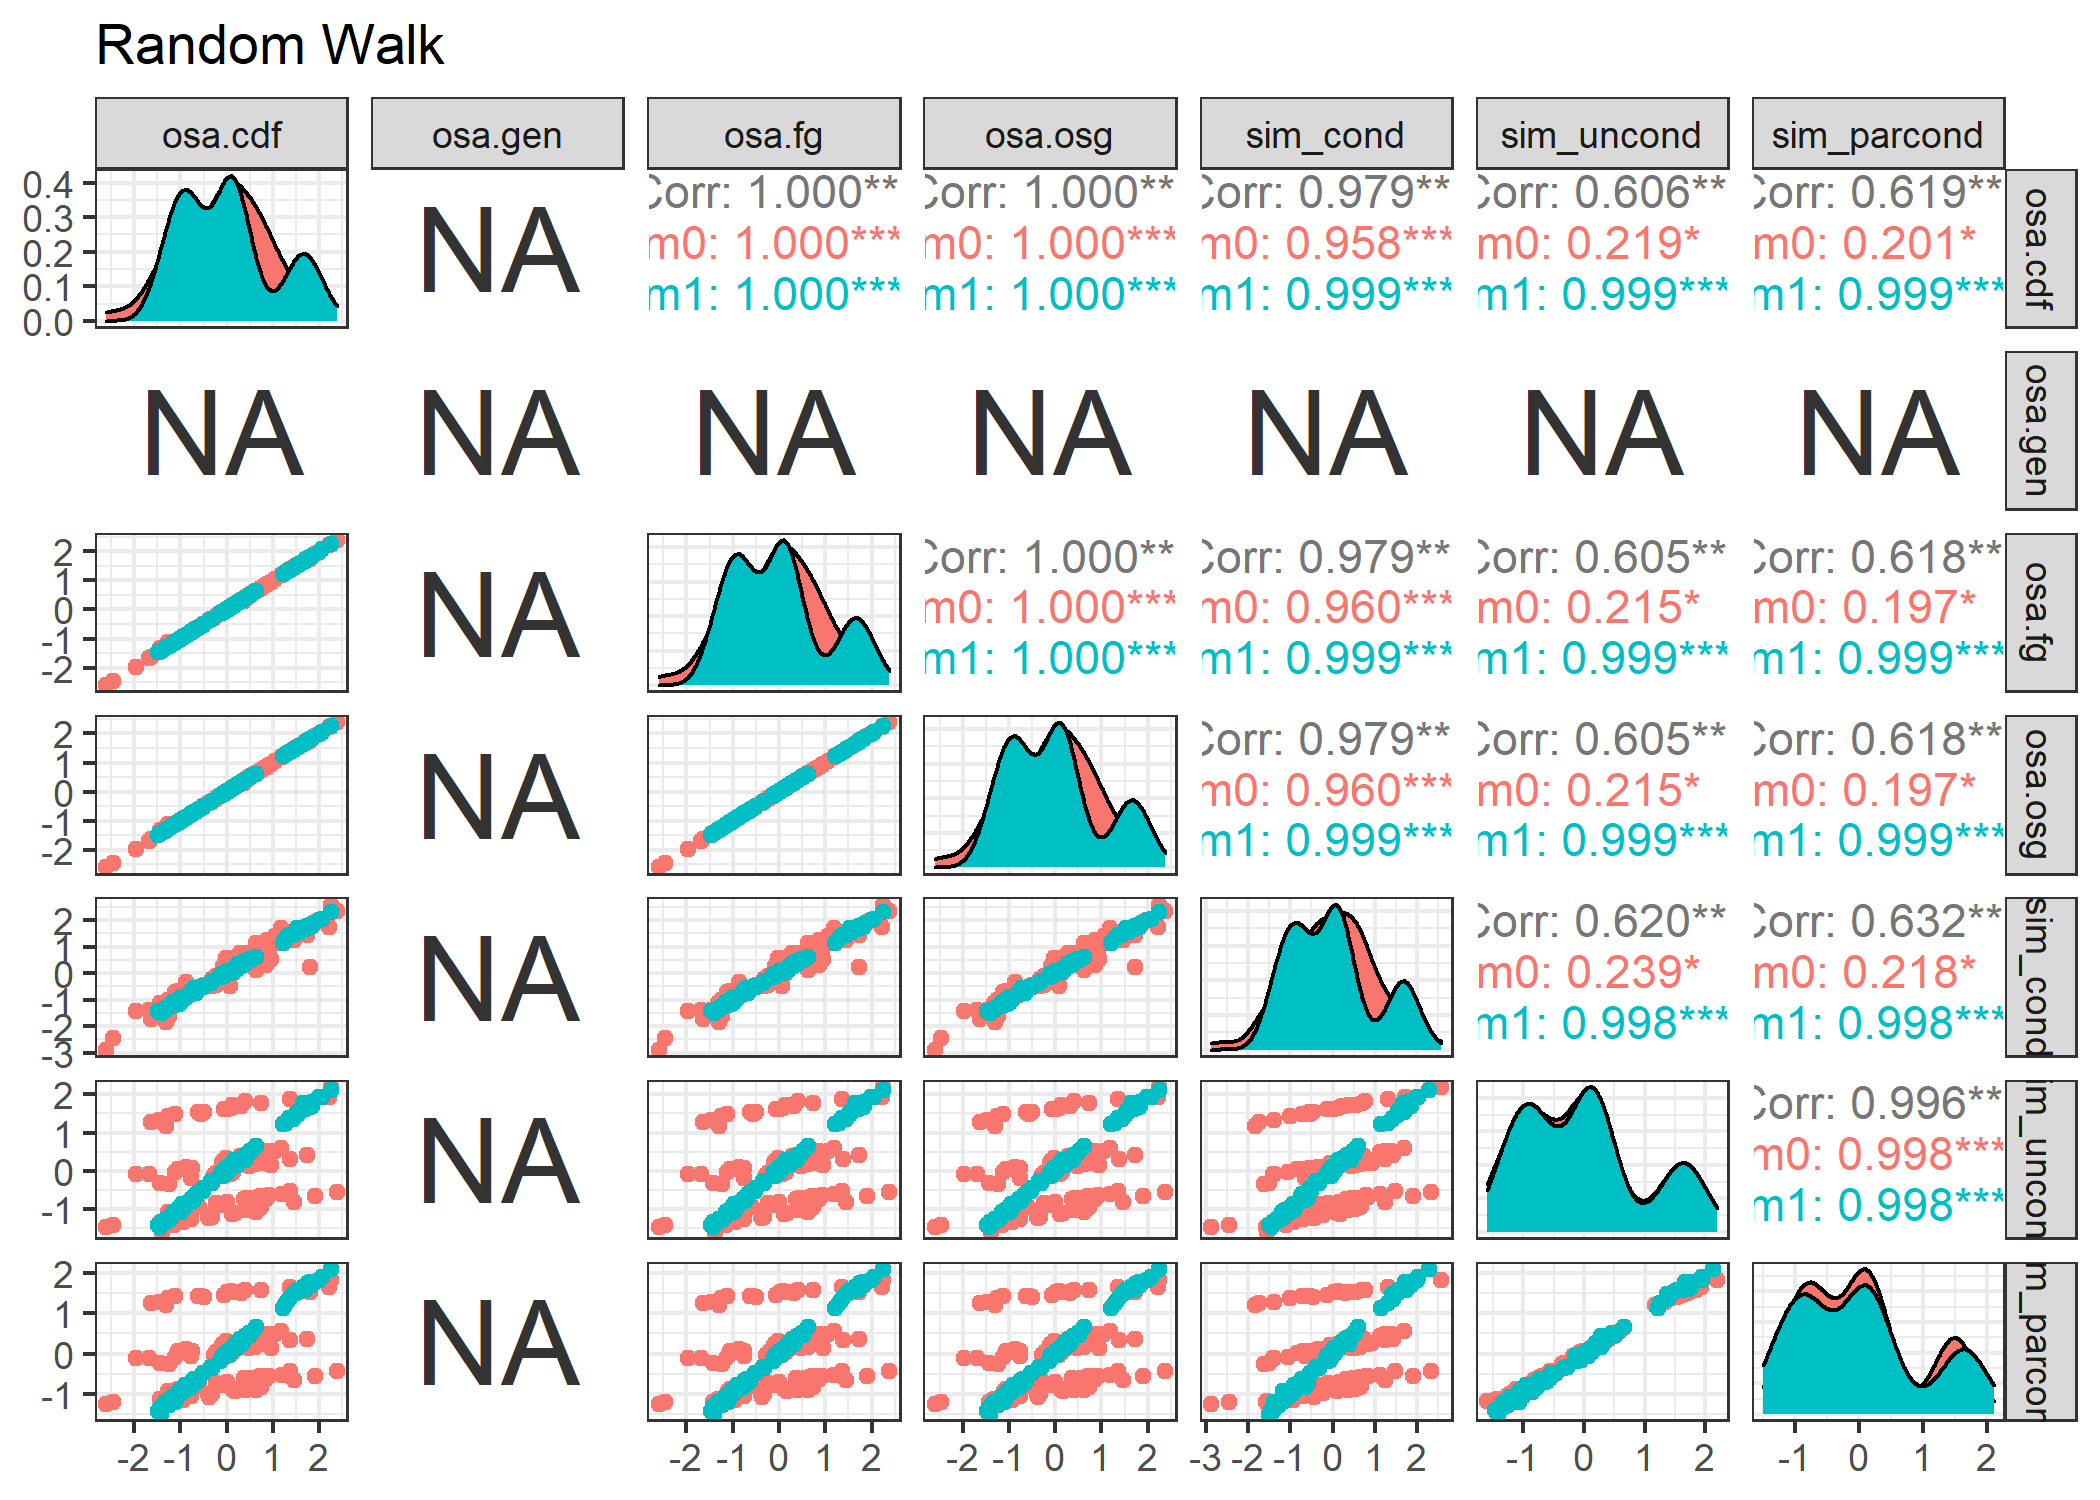 Random Walk
osa.cdf osa.gen osa.fg osa.osg sim_cond sim_uncond sim_parcond
0.4
0.3
0.2
0.1
0.0
NA
Corr: 1.000**
m0: 1.000***
m1: 1.000***
Corr: 1.000**
m0: 1.000***
m1: 1.000***
Corr: 0.979**
m0: 0.958***
m1: 0.999***
Corr: 0.606**
m0: 0.219*
m1: 0.999***
Corr: 0.619**
m0: 0.201*
m1: 0.999***
osa.cdf
NA NA NA NA NA NA NA
osa.gen
2
1
0
-1
-2
NA
Corr: 1.000**
m0: 1.000***
m1: 1.000***
Corr: 0.979**
m0: 0.960***
m1: 0.999***
Corr: 0.605**
m0: 0.215*
m1: 0.999***
Corr: 0.618**
m0: 0.197*
m1: 0.999***
osa.fg
2
1
0
-1
-2
NA
Corr: 0.979**
m0: 0.960***
m1: 0.999***
Corr: 0.605**
m0: 0.215*
m1: 0.999***
Corr: 0.618**
m0: 0.197*
m1: 0.999***
osa.osg
2
1
0
-1
-2
-3
NA
Corr: 0.620**
m0: 0.239*
m1: 0.998***
Corr: 0.632**
m0: 0.218*
m1: 0.998***
sim_cond
2
1
0
-1
NA
Corr: 0.996**
m0: 0.998***
m1: 0.998***
im_uncon
2
1
0
-1
NA
m_parcor
-2 -1 0 1 2
-2 -1 0 1 2
-2 -1 0 1 2
-3 -2 -1 0 1 2
-1 0 1 2
-1 0 1 2